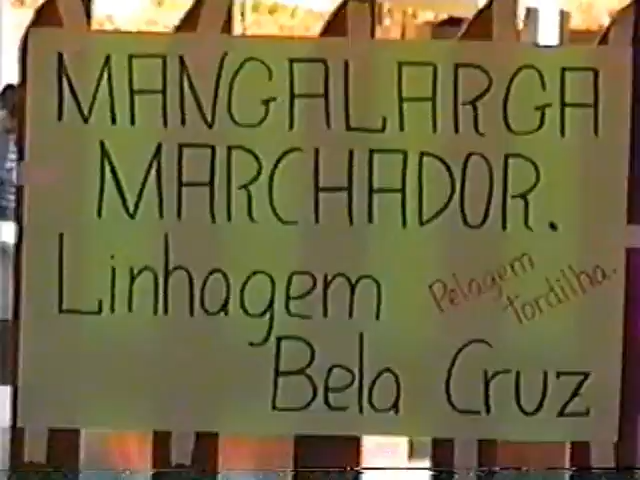 MANGALARGA
MARCHADOR.
Linhagem
Pelagem
tordilha.
Bela Cruz